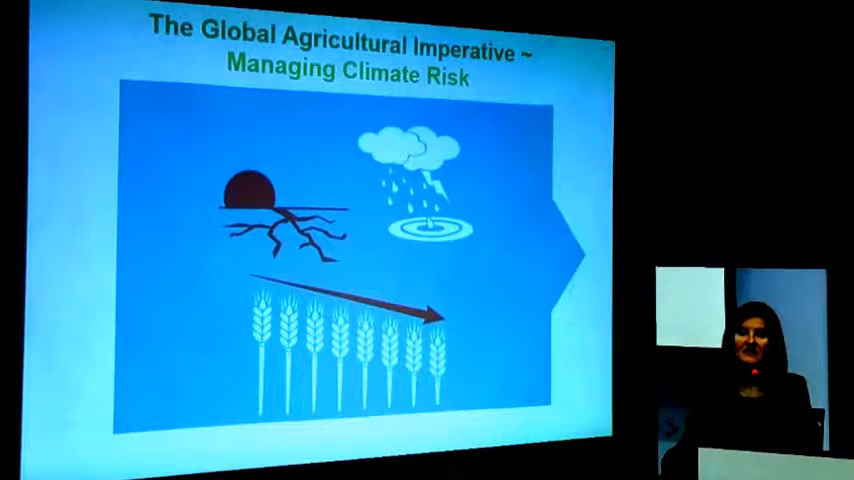 The Global Agricultural Imperative ~
Managing Climate Risk